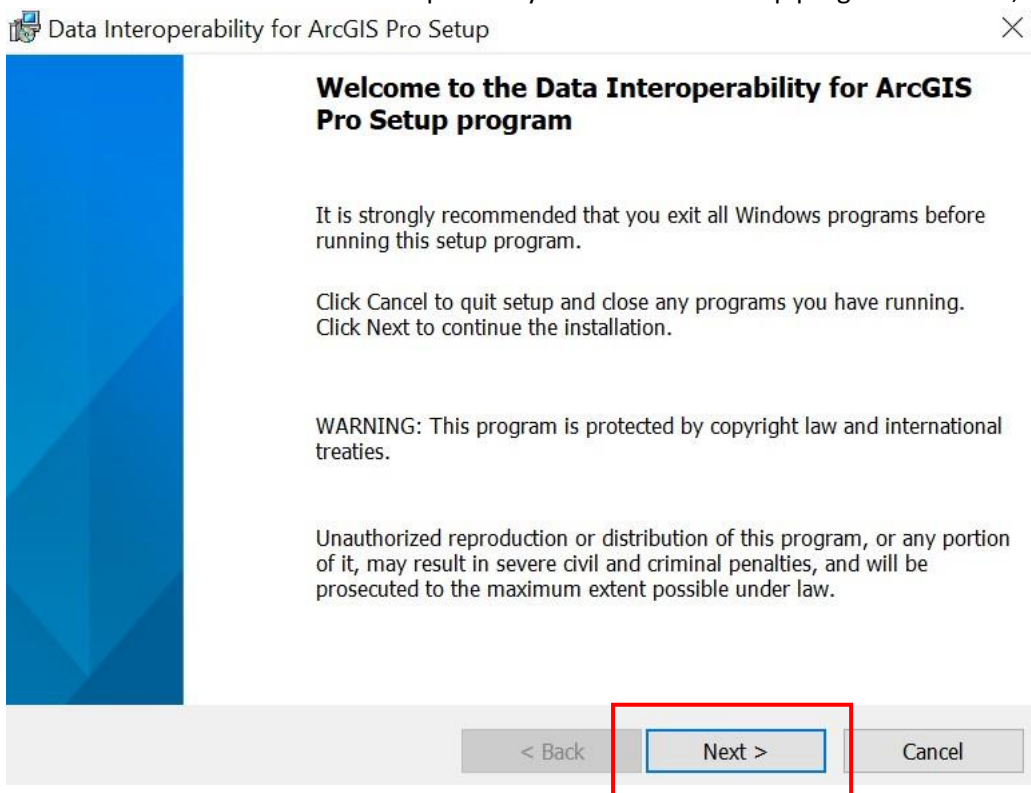 Data Interoperability for ArcGIS Pro Setup
Welcome to the Data Interoperability for ArcGIS
Pro Setup program
It is strongly recommended that you exit all Windows programs before
running this setup program.
Click Cancel to quit setup and close any programs you have running.
Click Next to continue the installation.
WARNING: This program is protected by copyright law and international
treaties.
Unauthorized reproduction or distribution of this program, or any portion
of it, may result in severe civil and criminal penalties, and will be
prosecuted to the maximum extent possible under law.
< Back Next > Cancel